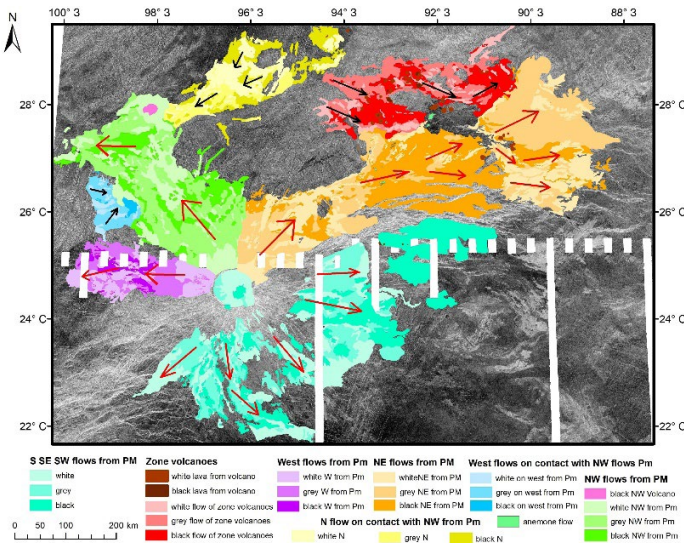 N
100° З 98° З 96° З 94° З 92° З 90° З 88° З
28° С 28° С
26° С 26° С
24° С 24° С
22° С 22° С
S SE SW flows from PM
white
grey
black
0 50 100 200 km
Zone volcanoes
white lava from volcano
black lava from volcano
white flow of zone volcanoes
grey flow of zone volcanoes
black flow of zone volcanoes
West flows from Pm
white W from Pm
grey W from Pm
black W from Pm
NE flows from PM
whiteNE from PM
grey NE from PM
black NE from PM
West flows on contact with NW flows Pm
white on west from Pm
grey on west from Pm
black on west from Pm
anemone flow
N flow on contact with NW from Pm
white N
grey N
black N
NW flows from PM
black NW Volcano
white NW from Pm
grey NW from Pm
black NW from Pm